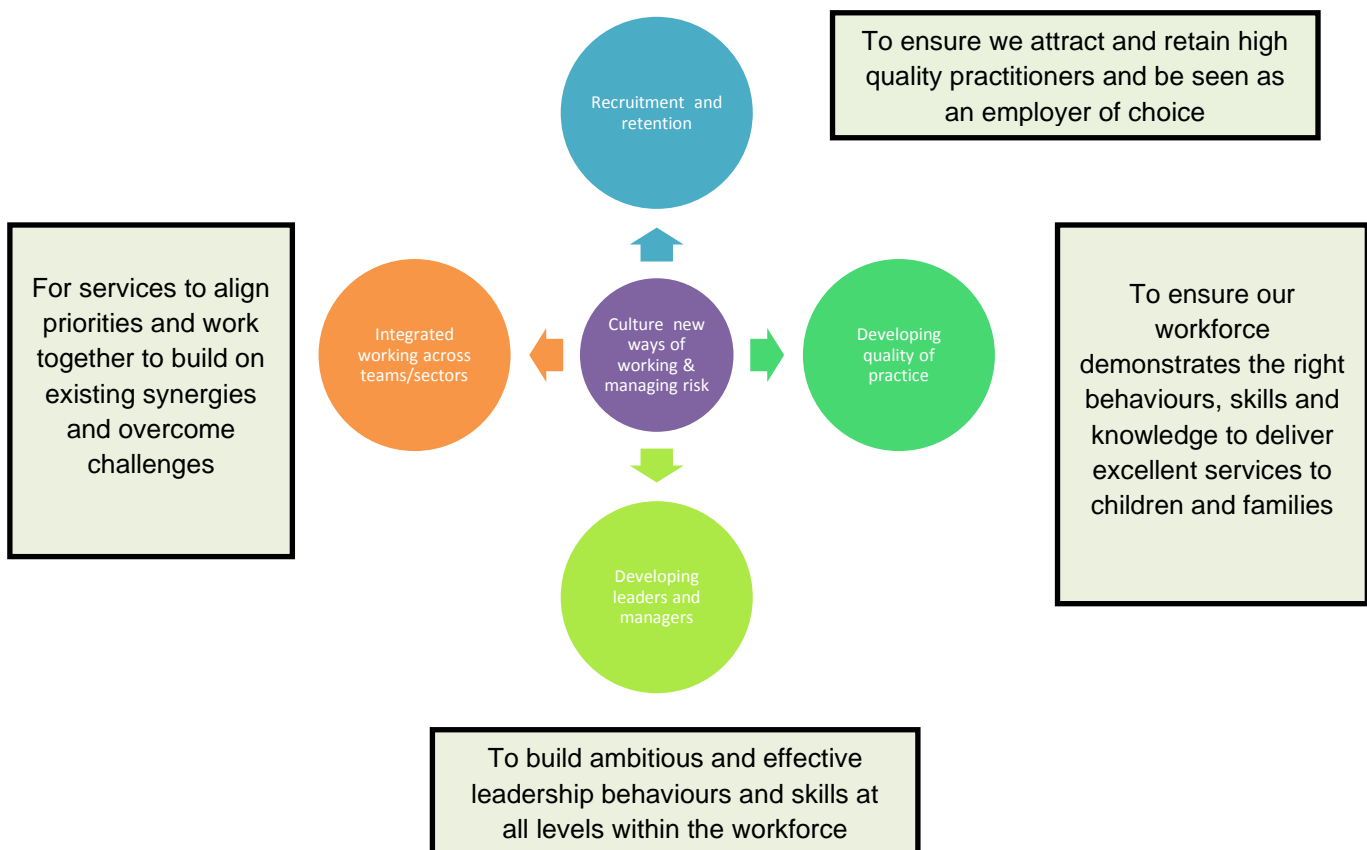 To ensure we attract and retain high
quality practitioners and be seen as
an employer of choice
Recruitment and
retention
For services to align
priorities and work
together to build on
existing synergies
and overcome
challenges
Integrated
working across
teams/sectors
Culture new
ways of
working &
managing risk
Developing
quality of
practice
To ensure our
workforce
demonstrates the right
behaviours, skills and
knowledge to deliver
excellent services to
children and families
Developing
leaders and
managers
To build ambitious and effective
leadership behaviours and skills at
all levels within the workforce